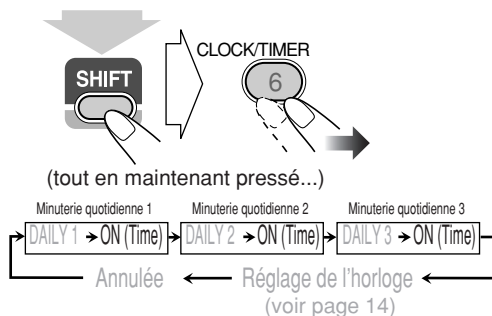 CLOCK/TIMER
SHIFT
6
(tout en maintenant pressé...)
Minuterie quotidienne 1 Minuterie quotidienne 2 Minuterie quotidienne 3
DAILY 1 ➔ ON (Time) DAILY 2 ➔ ON (Time) DAILY 3 ➔ ON (Time)
Annulée Réglage de l'horloge
(voir page 14)